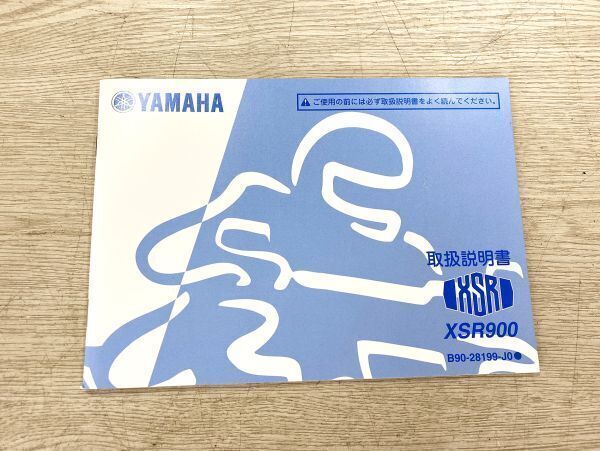 YAMAHA
⚠ ご使用の前には必ず取扱説明書をよく読んでください。
取扱説明書
XSR
XSR900
B90-28199-J0●